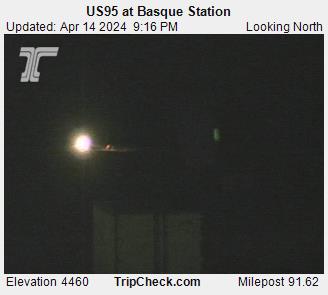 US95 at Basque Station
Updated: Apr 14 2024 9:16 PM Looking North
Elevation 4460 TripCheck.com Milepost 91.62